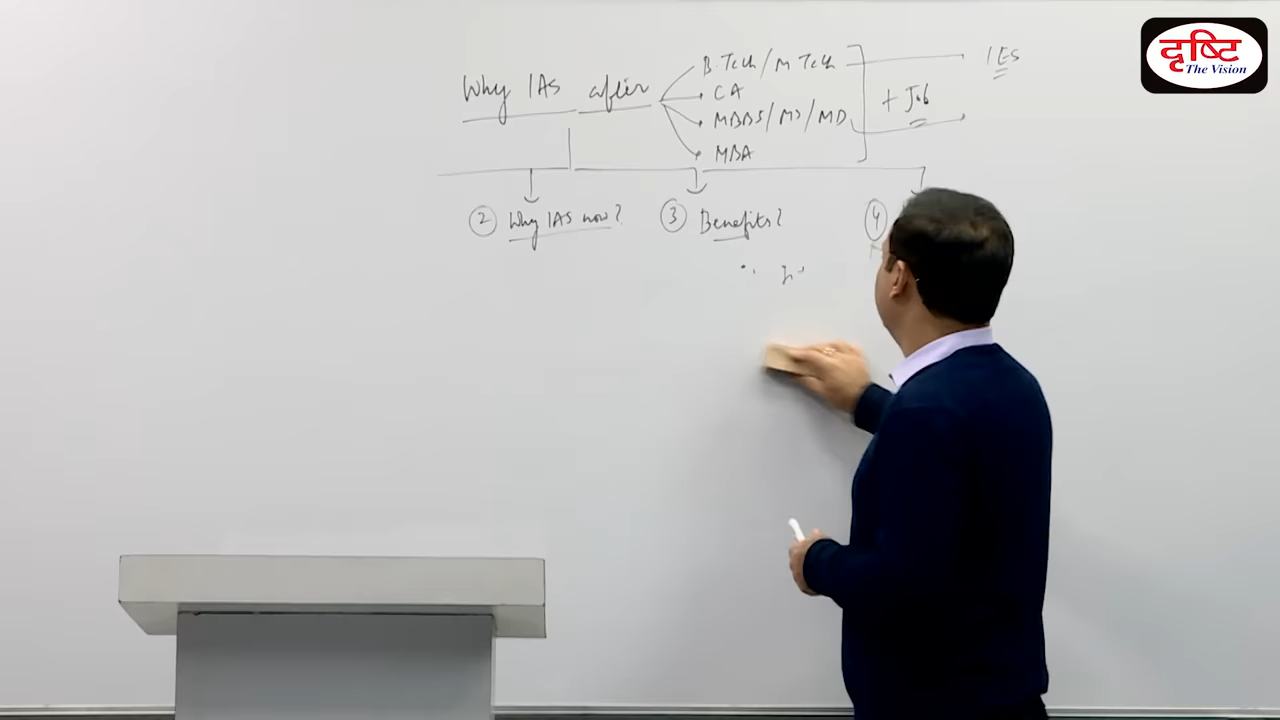 दृष्टि
The Vision
Why IAS after
B.Tech/M Tech
CA
MBBS/MS/MD
MBA
+ Job
IES
② Why IAS now?
③ Benefits?
④